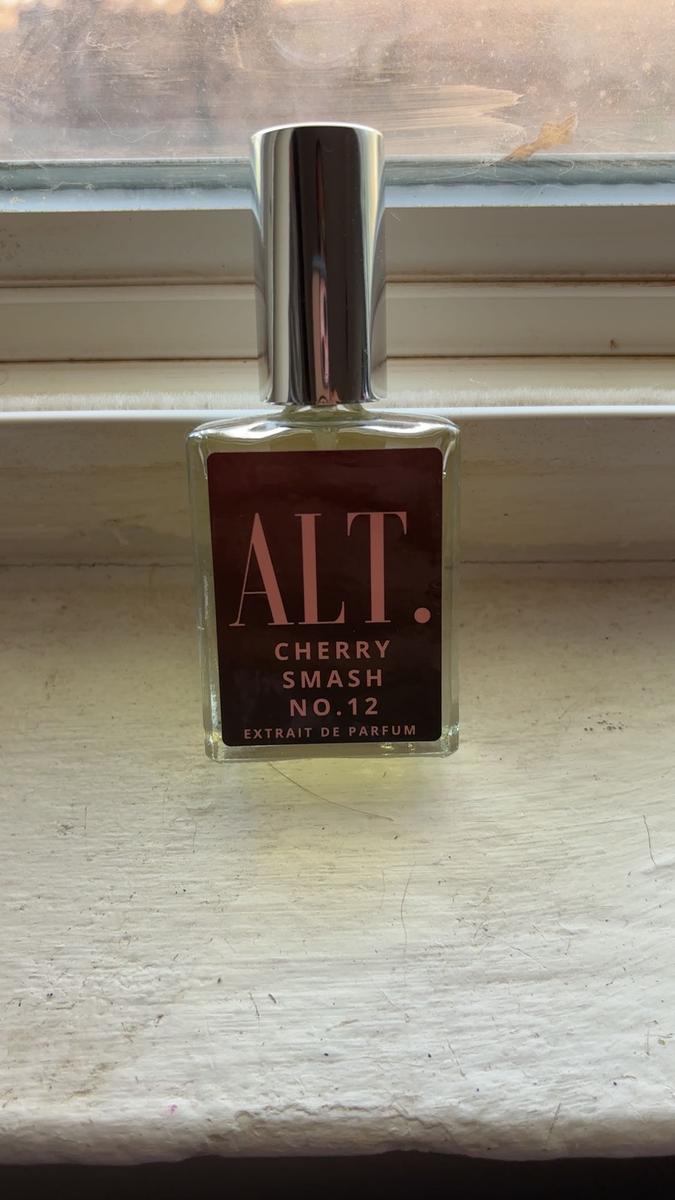 ALT.
CHERRY
SMASH
NO.12
EXTRAIT DE PARFUM